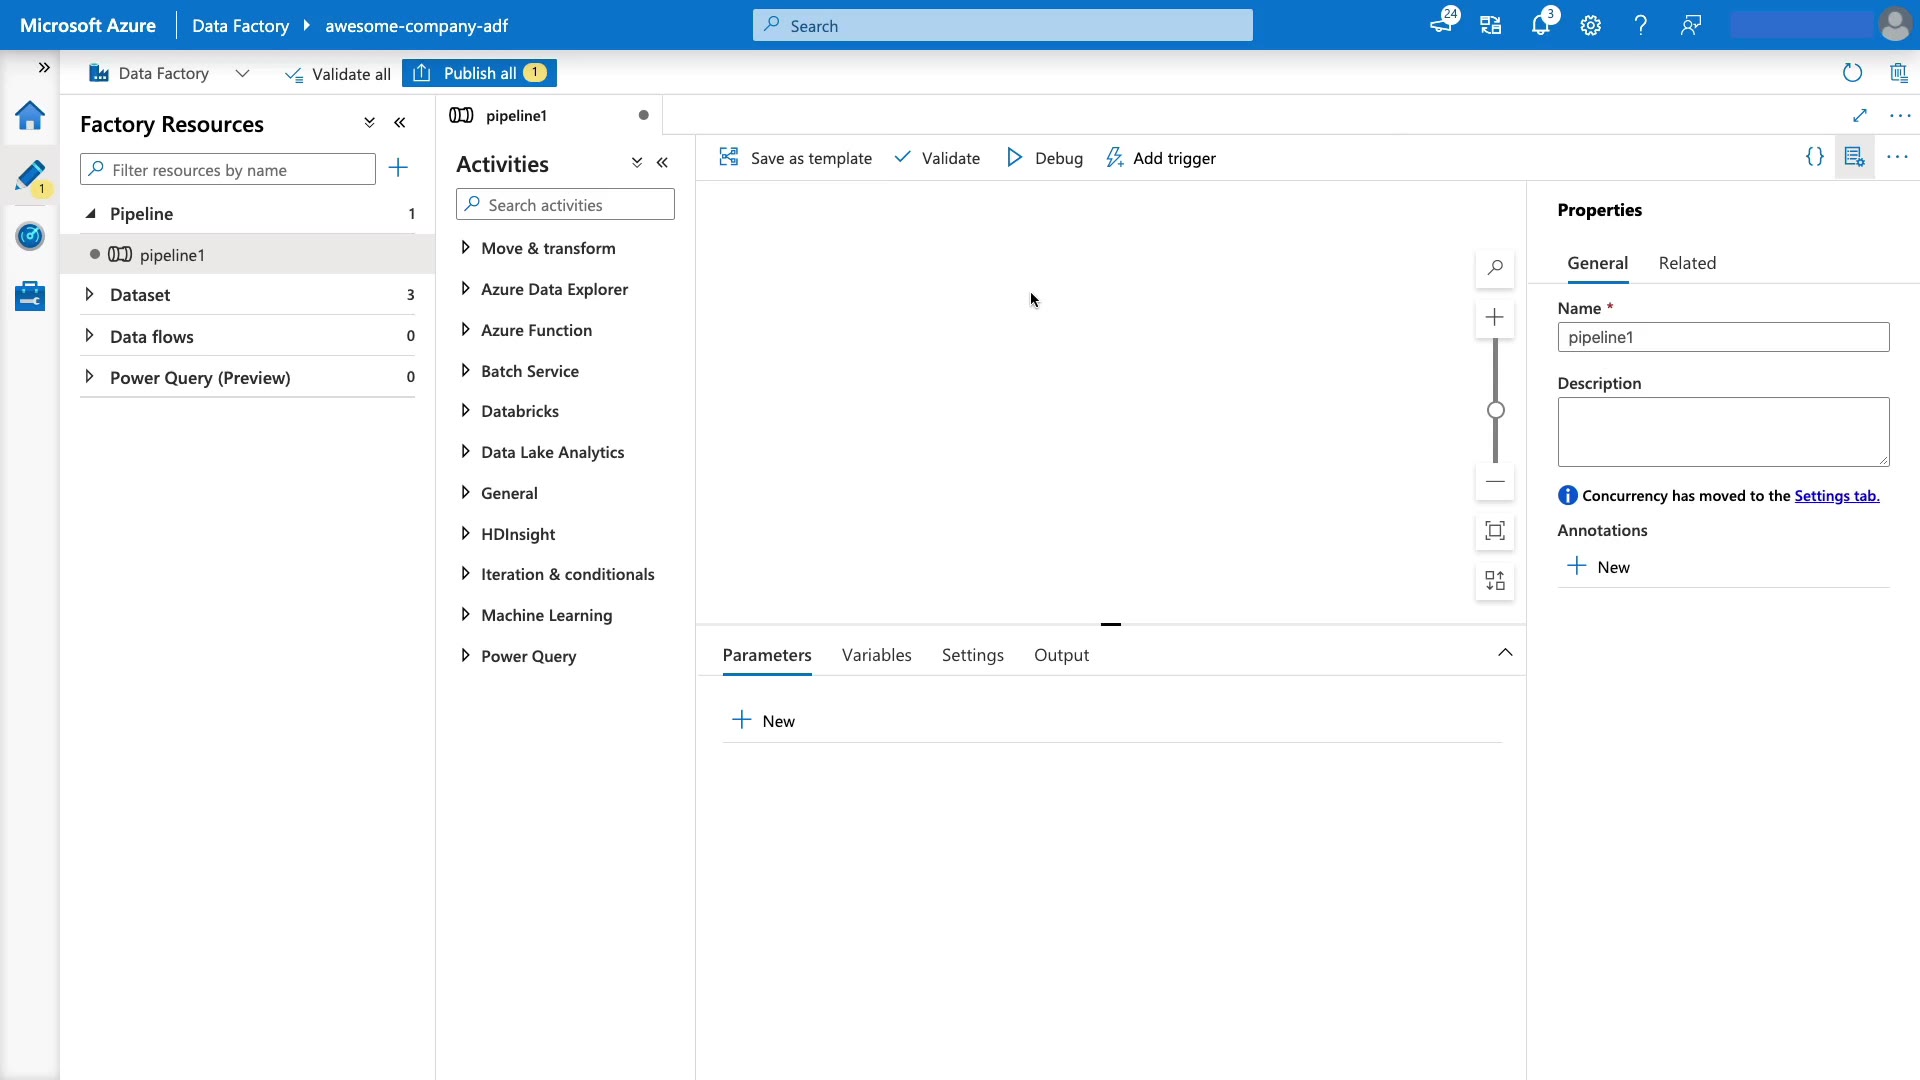 Microsoft Azure
Data Factory
awesome-company-adf
Search
24
3
Data Factory
Validate all
Publish all
1
Factory Resources
Filter resources by name
1
Pipeline
1
pipeline1
Dataset
3
Data flows
0
Power Query (Preview)
0
pipeline1
Activities
Search activities
Move & transform
Azure Data Explorer
Azure Function
Batch Service
Databricks
Data Lake Analytics
General
HDInsight
Iteration & conditionals
Machine Learning
Power Query
Save as template
Validate
Debug
Add trigger
Parameters
Variables
Settings
Output
New
Properties
General
Related
Name *
pipeline1
Description
Concurrency has moved to the Settings tab.
Annotations
New